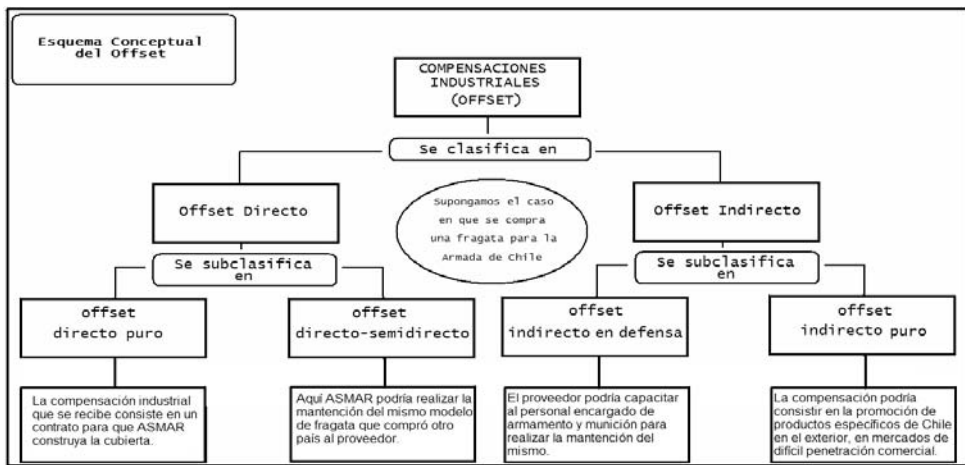 Esquema Conceptual
del Offset
COMPENSACIONES
INDUSTRIALES
(OFFSET)
Se clasifica en
Offset Directo
Supongamos el caso
en que se compra
una fragata para la
Armada de Chile
Offset Indirecto
Se subclasifica
en
Se subclasifica
en
offset
directo puro
offset
directo-semidirecto
offset
indirecto en defensa
offset
indirecto puro
La compensación industrial
que se recibe consiste en un
contrato para que ASMAR
construya la cubierta.
Aquí ASMAR podría realizar la
mantención del mismo modelo
de fragata que compró otro
país al proveedor.
El proveedor podría capacitar
al personal encargado de
armamento y munición para
realizar la mantención del
mismo.
La compensación podría
consistir en la promoción de
productos específicos de Chile
en el exterior, en mercados de
difícil penetración comercial.